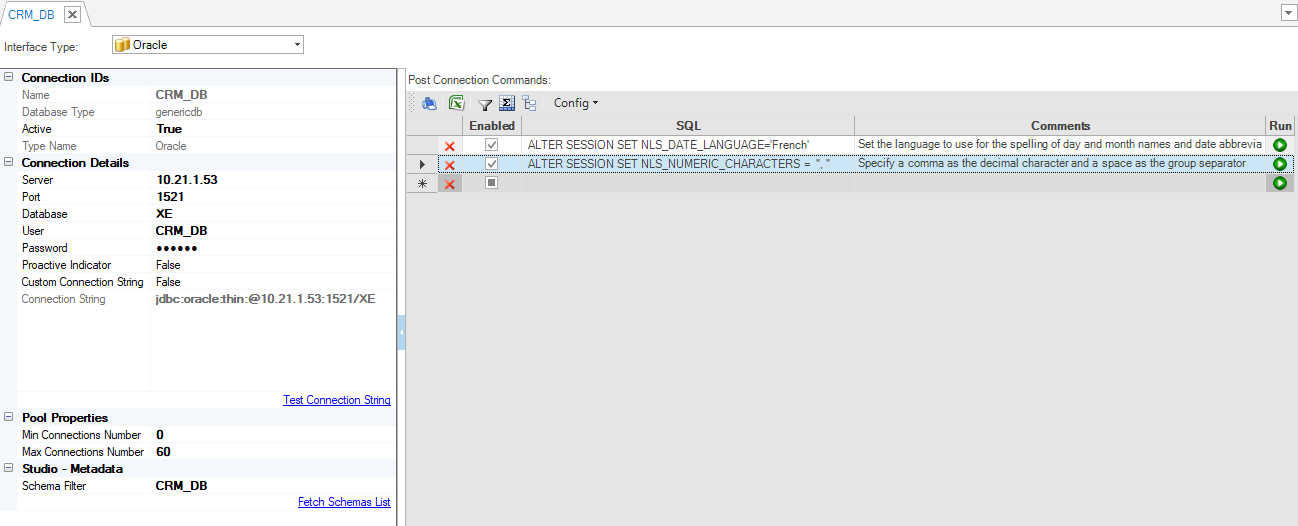 CRM_DB
Interface Type: Oracle
Connection IDs
Name CRM_DB
Database Type genericdb
Active True
Type Name Oracle
Connection Details
Server 10.21.1.53
Port 1521
Database XE
User CRM_DB
Password ●●●●●●
Proactive Indicator False
Custom Connection String False
Connection String jdbc:oracle:thin:@10.21.1.53:1521/XE
Test Connection String
Pool Properties
Min Connections Number 0
Max Connections Number 60
Studio - Metadata
Schema Filter CRM_DB
Fetch Schemas List
Post Connection Commands:
Config
Enabled SQL Comments Run
ALTER SESSION SET NLS_DATE_LANGUAGE='French' Set the language to use for the spelling of day and month names and date abbrevia
ALTER SESSION SET NLS_NUMERIC_CHARACTERS = ", " Specify a comma as the decimal character and a space as the group separator